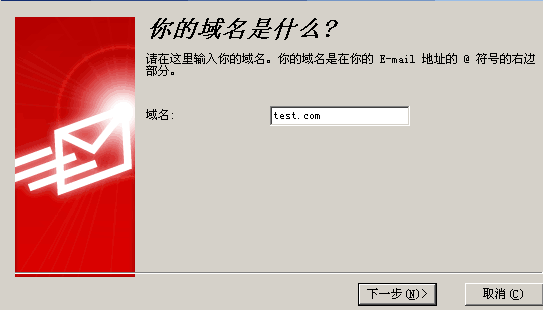 你的域名是什么?
请在这里输入你的域名。你的域名是在你的 E-mail 地址的 @ 符号的右边
部分。
域名: test.com
下一步(N)> 取消(C)